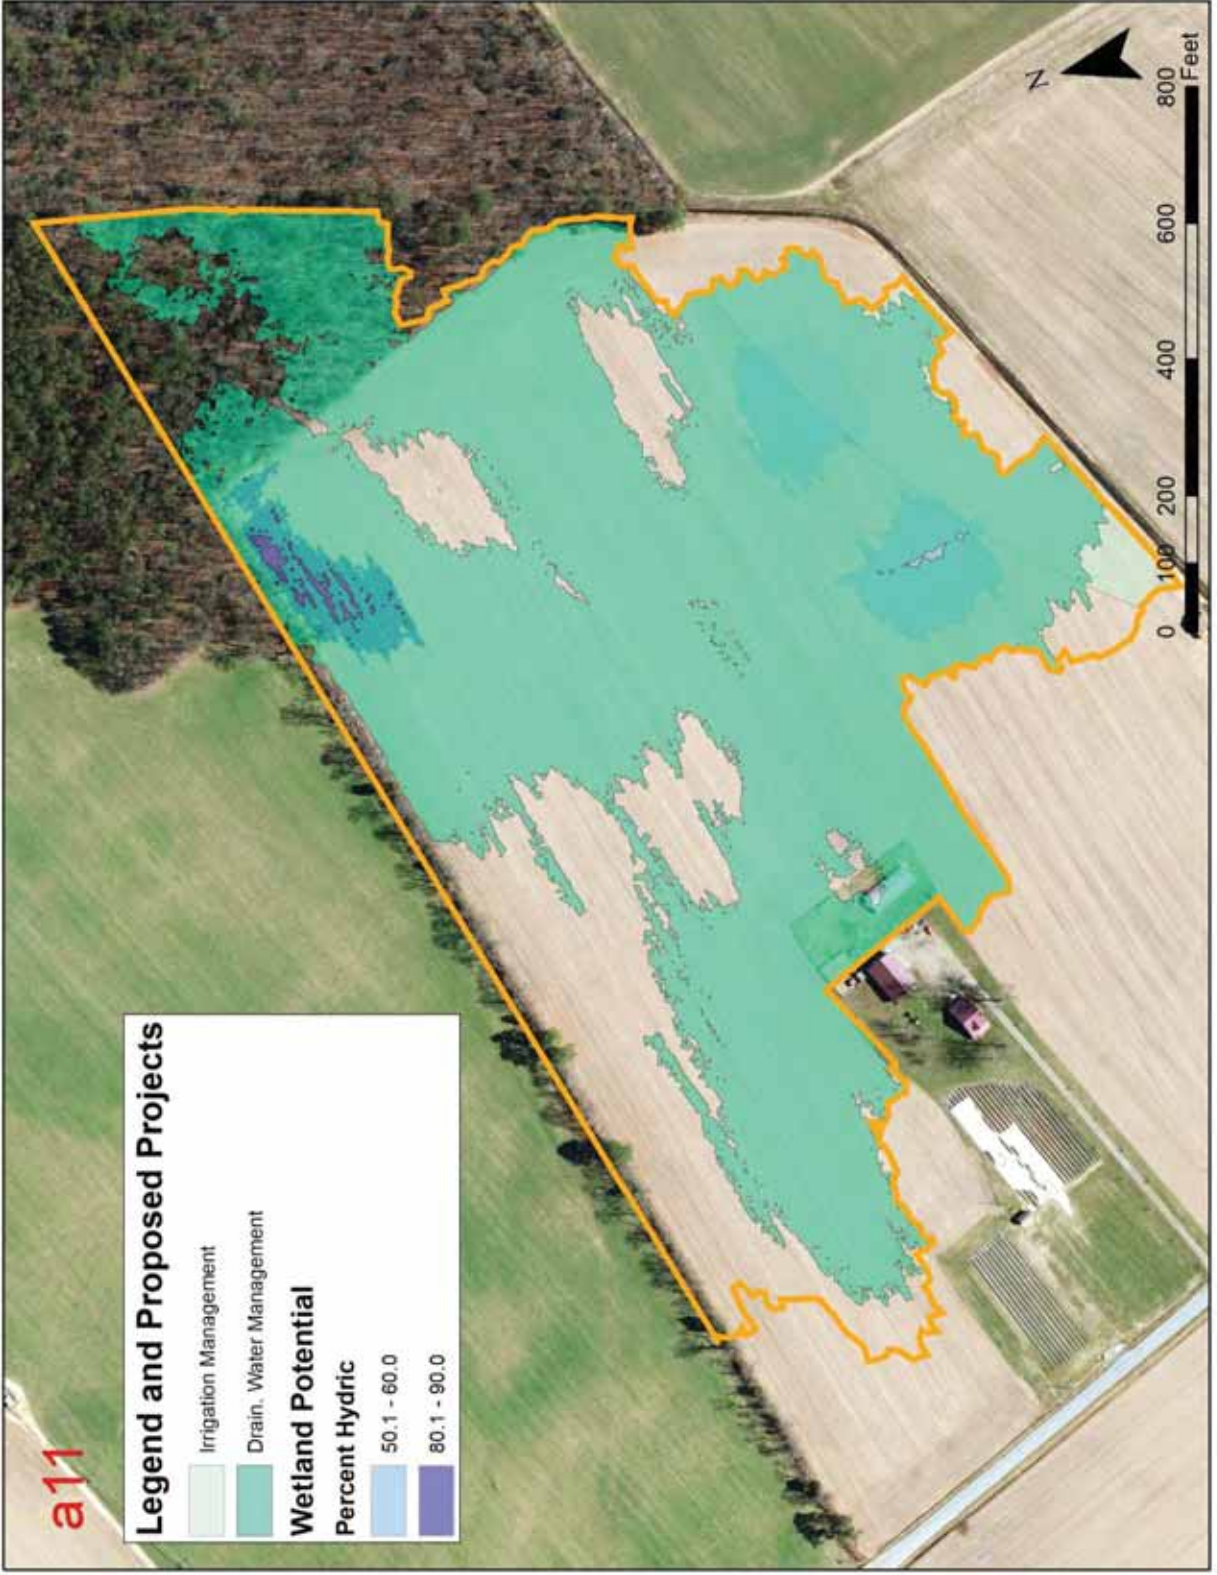 a11
Legend and Proposed Projects
Irrigation Management
Drain. Water Management
Wetland Potential
Percent Hydric
50.1 - 60.0
80.1 - 90.0
N
0 100 200 400 600 800
Feet